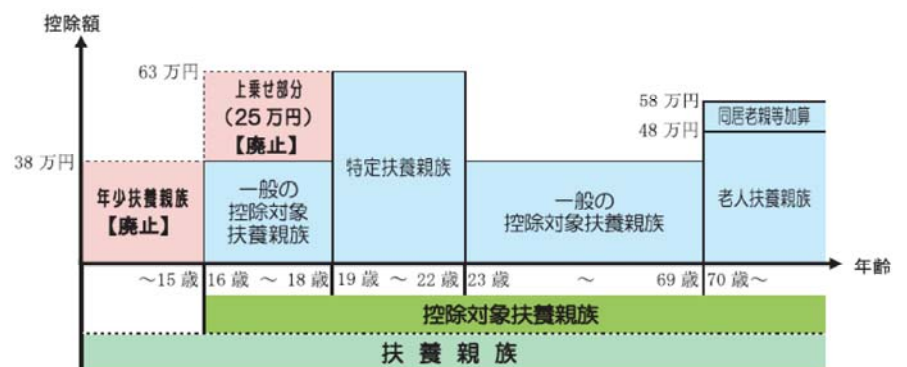 控除額
63 万円
上乗せ部分
（25 万円）
【廃止】
58 万円
同居老親等加算
48 万円
38 万円
年少扶養親族
【廃止】
一般の
控除対象
扶養親族
特定扶養親族
一般の
控除対象扶養親族
老人扶養親族
～15 歳
16 歳 ～ 18 歳
19 歳 ～ 22 歳
23 歳 ～ 69 歳
70 歳～
年齢
控除対象扶養親族
扶 養 親 族